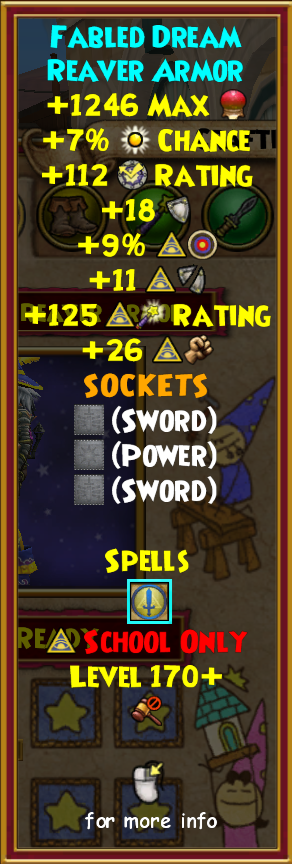 Fabled Dream
Reaver Armor
+1246 Max
+7% Chance
+112 Rating
+18
+9%
+11
+125 Rating
+26
Sockets
(Sword)
(Power)
(Sword)
Spells
School Only
Level 170+
for more info